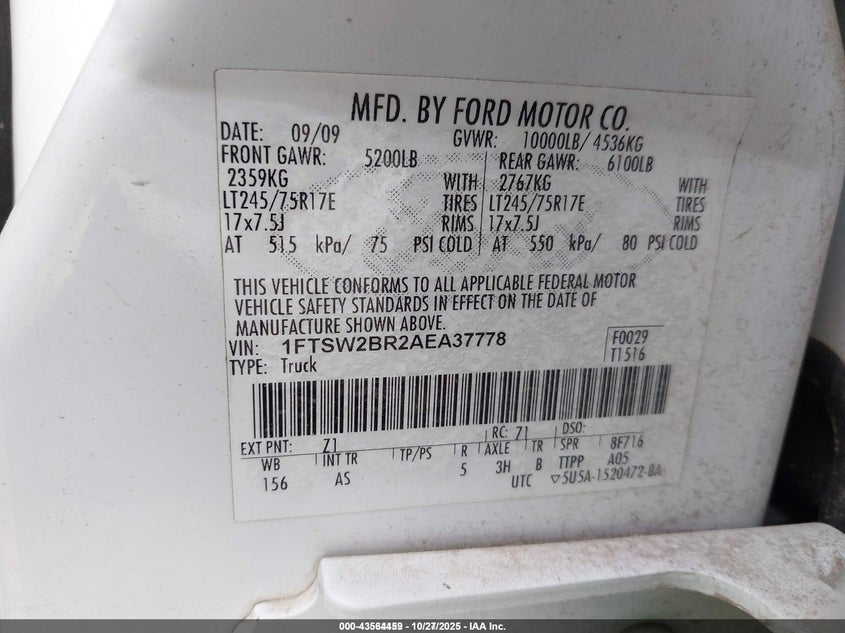 MFD. BY FORD MOTOR CO.
DATE: 09/09 GVWR: 10000LB/ 4536KG
FRONT GAWR: 5200LB REAR GAWR: 6100LB
2359KG WITH 2767KG WITH
LT245/75R17E TIRES LT245/75R17E TIRES
17x7.5J RIMS 17x7.5J RIMS
AT 515 kPa/ 75 PSI COLD AT 550 kPa/ 80 PSI COLD
THIS VEHICLE CONFORMS TO ALL APPLICABLE FEDERAL MOTOR
VEHICLE SAFETY STANDARDS IN EFFECT ON THE DATE OF
MANUFACTURE SHOWN ABOVE.
VIN: 1FTSW2BR2AEA37778 F0029
TYPE: Truck T1516
EXT PNT: Z1 RC: 71 DSO:
WB INT TR TP/PS R AXLE TR SPR 8F716
156 AS 5 3H B TTPP A05
UTC ▽5U5A-1520472-BA
000-43564459 | 10/27/2025 - IAA Inc.